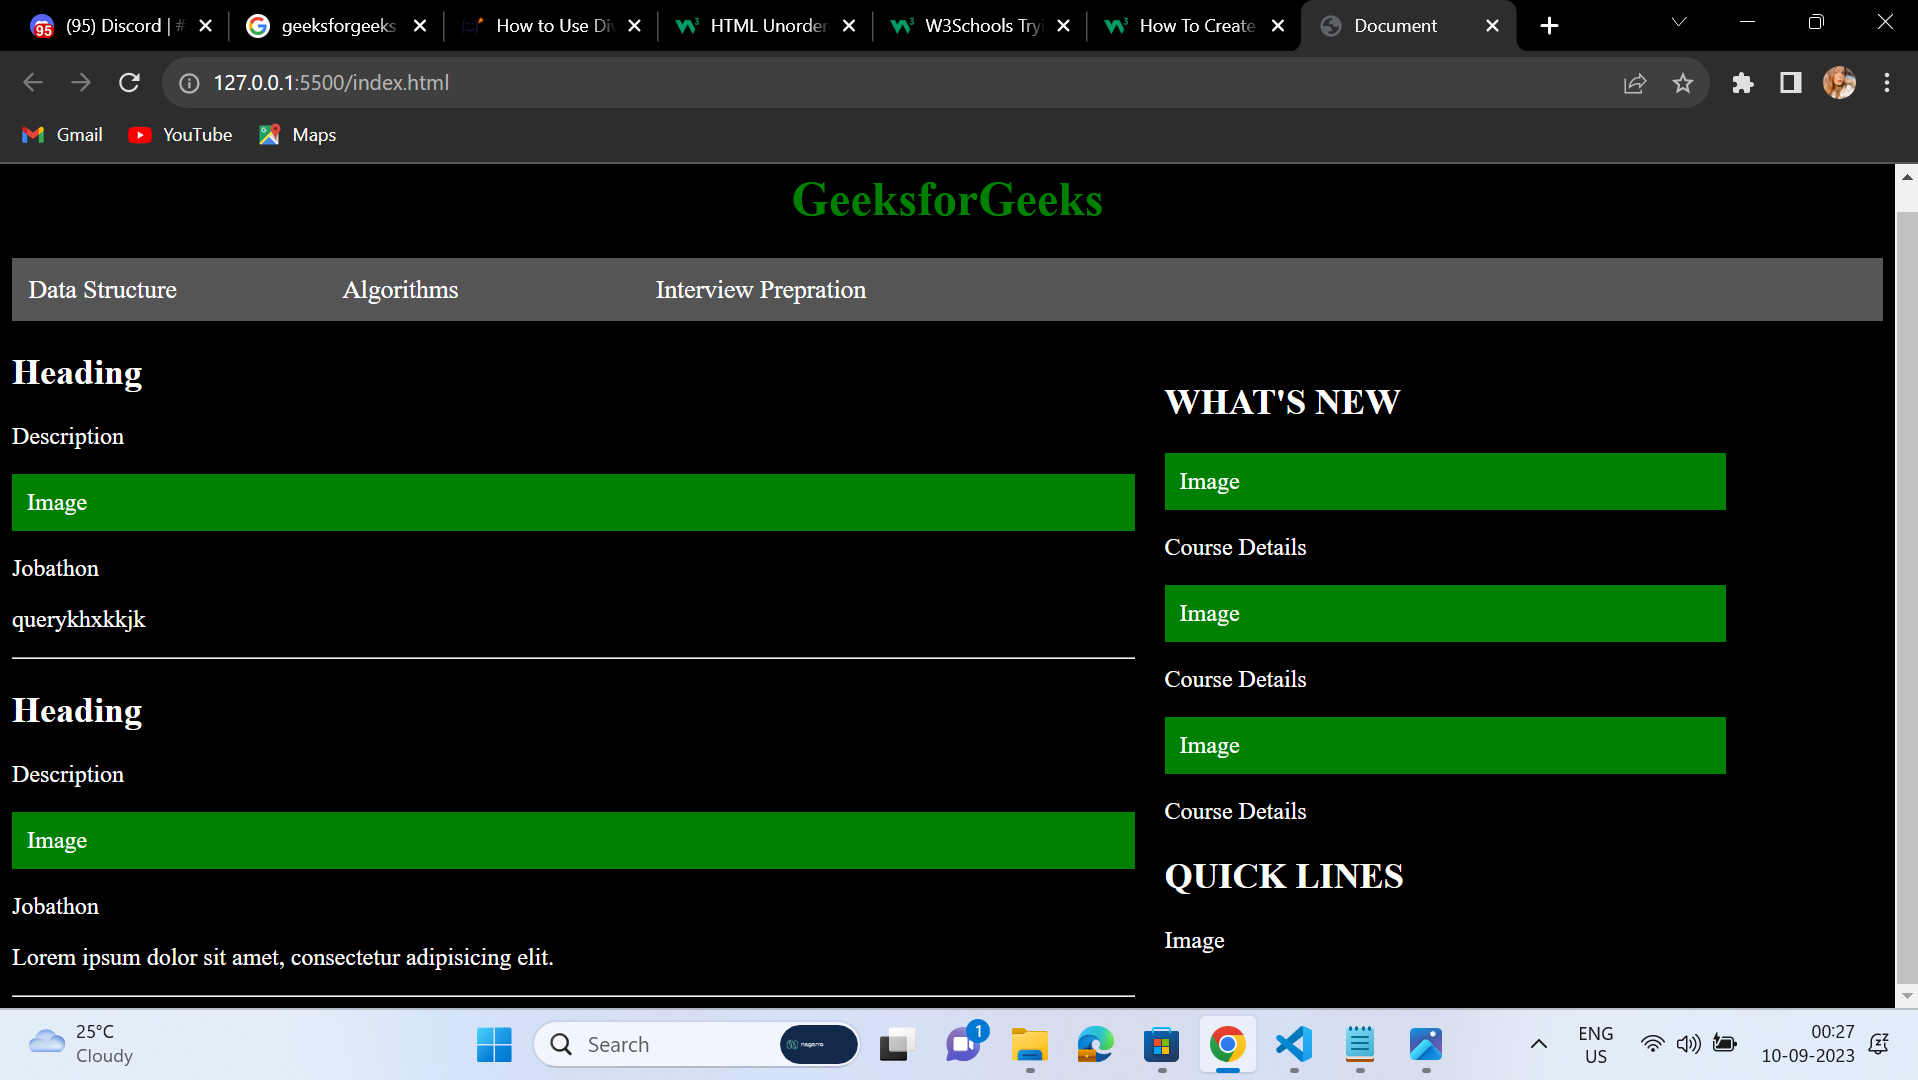 (95) Discord | #
geeksforgeeks
How to Use Di
HTML Unorder
W3Schools Tryi
How To Create
Document
127.0.0.1:5500/index.html
Gmail
YouTube
Maps
GeeksforGeeks
Data Structure Algorithms Interview Prepration
Heading
Description
Image
Jobathon
querykhxkkjk
Heading
Description
Image
Jobathon
Lorem ipsum dolor sit amet, consectetur adipisicing elit.
WHAT'S NEW
Image
Course Details
Image
Course Details
Image
Course Details
QUICK LINES
Image
25°C
Cloudy
Search
nagarro
1
ENG
US
00:27
10-09-2023